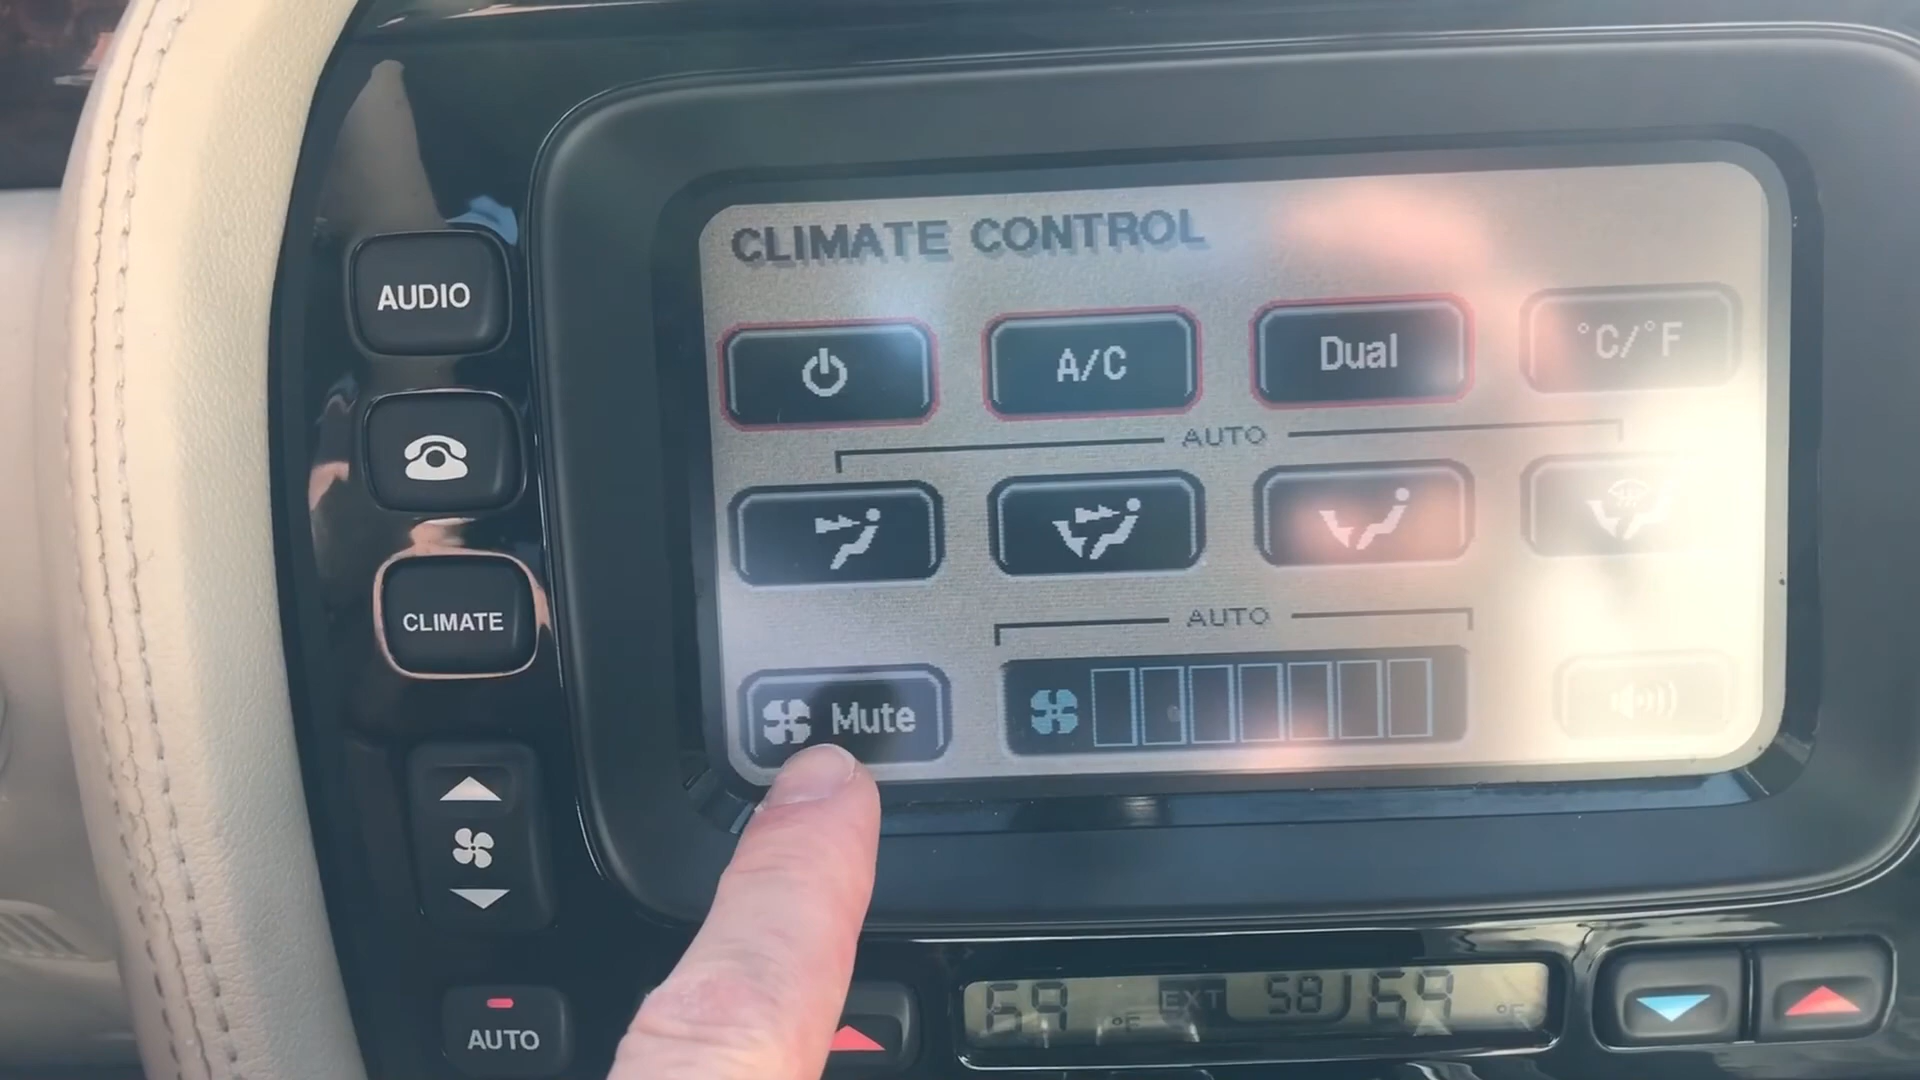 CLIMATE CONTROL
AUDIO
A/C
Dual
°C/°F
AUTO
CLIMATE
AUTO
Mute
AUTO
69 °F EXT 58 69 °F